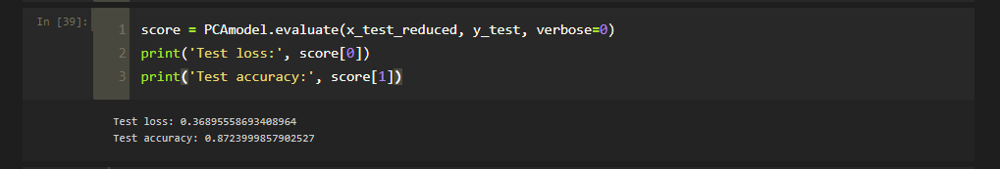 In [39]:
1 score = PCAmodel.evaluate(x_test_reduced, y_test, verbose=0)
2 print('Test loss:', score[0])
3 print('Test accuracy:', score[1])
Test loss: 0.36895558693408964
Test accuracy: 0.8723999857902527